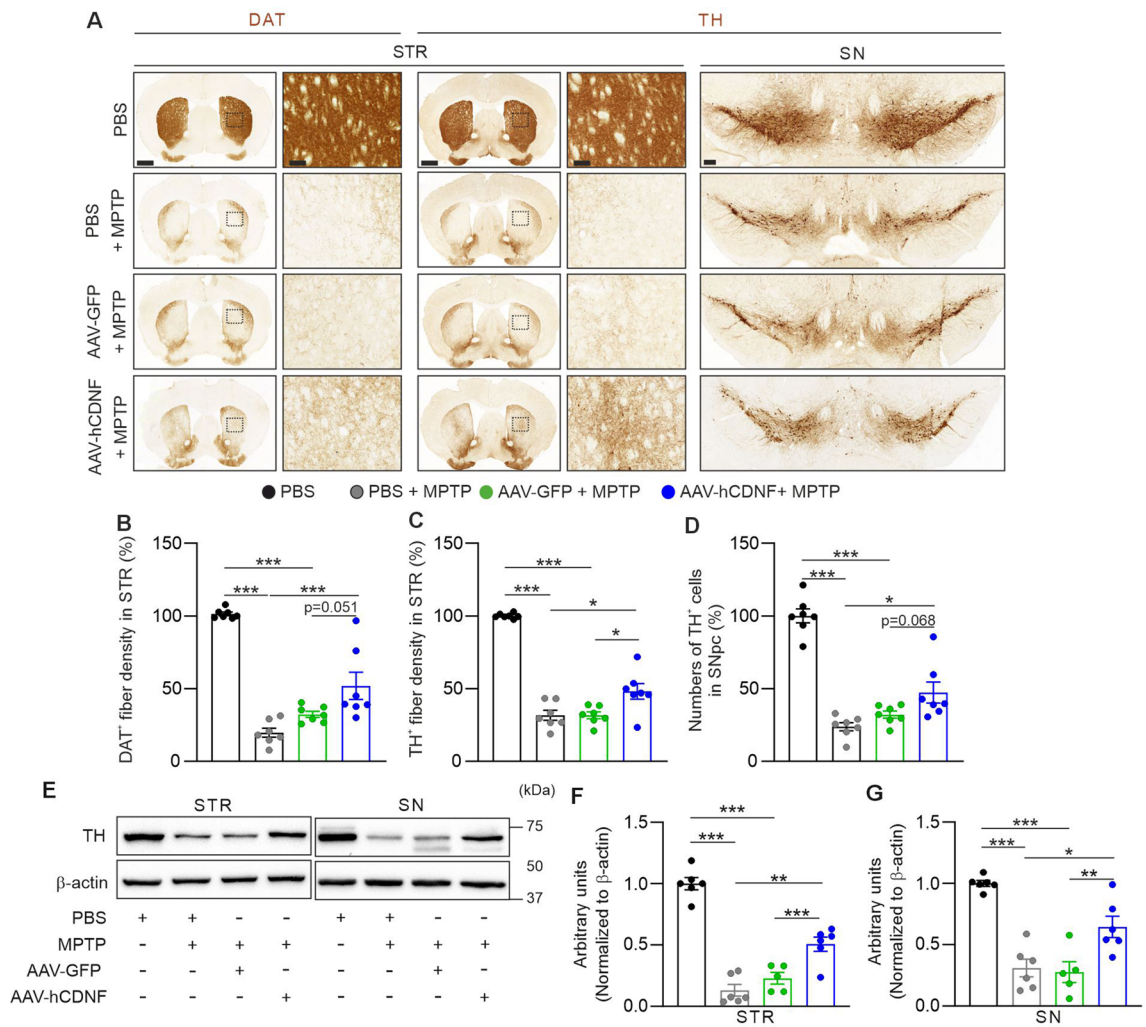 A
DAT
TH
STR
SN
PBS
PBS
+ MPTP
AAV-GFP
+ MPTP
AAV-hCDNF
+ MPTP
PBS
PBS + MPTP
AAV-GFP + MPTP
AAV-hCDNF+ MPTP
B
DAT⁺ fiber density in STR (%)
150
100
50
0
***
***
***
p=0.051
C
TH⁺ fiber density in STR (%)
150
100
50
0
***
***
*
*
D
Numbers of TH⁺ cells
in SNpc (%)
150
100
50
0
***
***
*
p=0.068
E
(kDa)
STR
SN
TH
β-actin
75
50
37
PBS + + - - + + - -
MPTP - + + + - + + +
AAV-GFP - - + - - - + -
AAV-hCDNF - - - + - - - +
F
Arbitrary units
(Normalized to β-actin)
1.5
1.0
0.5
0.0
***
***
**
***
STR
G
Arbitrary units
(Normalized to β-actin)
1.5
1.0
0.5
0.0
***
***
*
**
SN